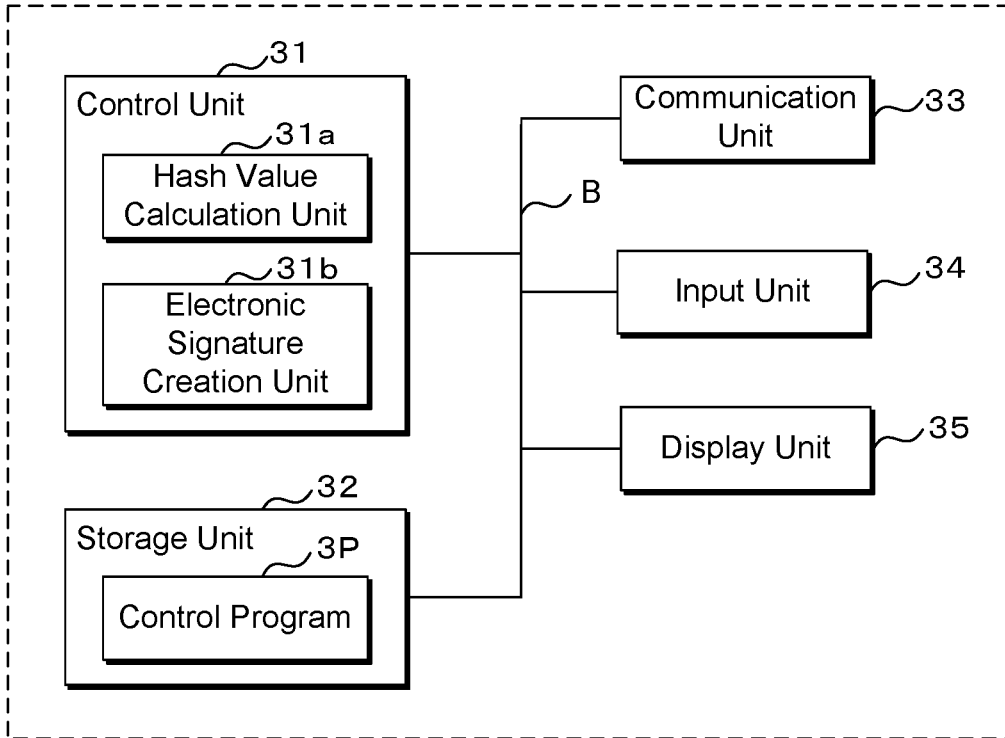 31
Control Unit
31a
Hash Value
Calculation Unit
31b
Electronic
Signature
Creation Unit
32
Storage Unit
3P
Control Program
Communication
Unit
33
B
Input Unit
34
Display Unit
35